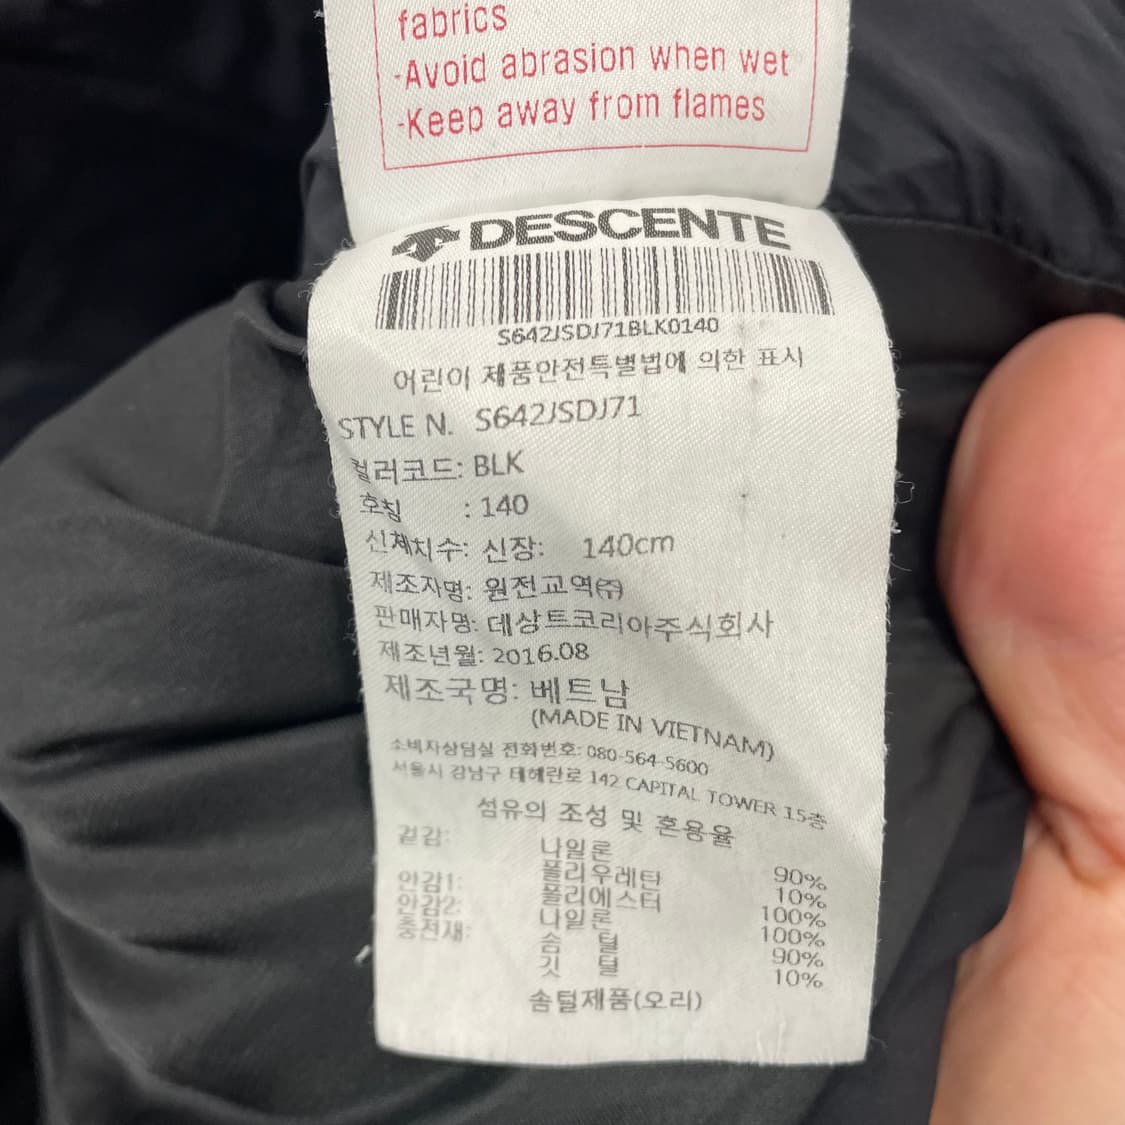 fabrics
-Avoid abrasion when wet
-Keep away from flames
DESCENTE
S642JSDJ71BLK0140
어린이 제품안전특별법에 의한 표시
STYLE N. S642JSDJ71
컬러코드: BLK
호칭 : 140
신체치수: 신장: 140cm
제조자명: 원전교역㈜
판매자명: 데상트코리아주식회사
제조년월: 2016.08
제조국명: 베트남
(MADE IN VIETNAM)
소비자상담실 전화번호: 080-564-5600
서울시 강남구 테헤란로 142 CAPITAL TOWER 15층
섬유의 조성 및 혼용율
겉감: 나일론 90%
폴리우레탄 10%
안감1: 폴리에스터 100%
안감2: 나일론 100%
충전재: 솜 털 90%
깃 털 10%
솜털제품(오리)